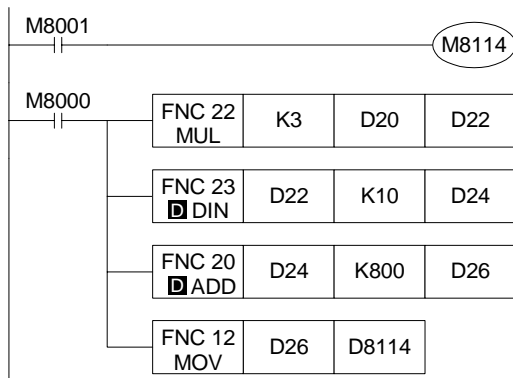 M8001
M8114
M8000
FNC 22
MUL
K3
D20
D22
FNC 23
D DIN
D22
K10
D24
FNC 20
D ADD
D24
K800
D26
FNC 12
MOV
D26
D8114